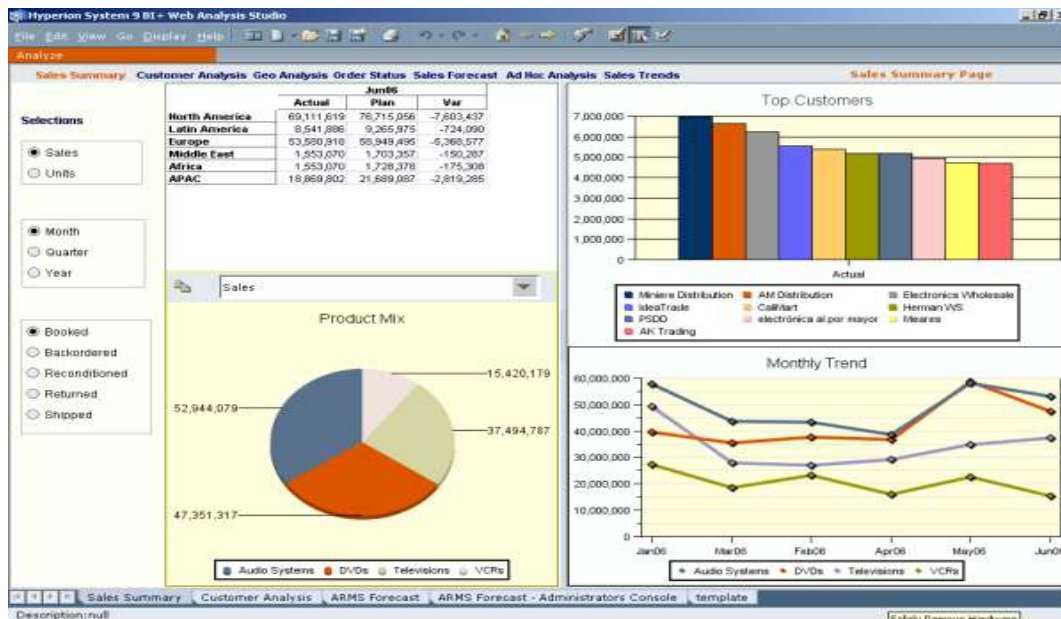 Hyperion System 9 BI+ Web Analysis Studio
File Edit View Go Display Help
Analyze
Sales Summary Customer Analysis Geo Analysis Order Status Sales Forecast Ad Hoc Analysis Sales Trends
Sales Summary Page
Selections
Sales
Units
Month
Quarter
Year
Booked
Backordered
Reconditioned
Returned
Shipped
Jun06
Actual Plan Var
North America 69,111,619 76,715,056 -7,603,437
Latin America 8,541,886 9,265,975 -724,090
Europe 53,580,918 58,949,495 -5,368,577
Middle East 1,553,070 1,703,357 -150,287
Africa 1,553,070 1,728,378 -175,308
APAC 18,869,802 21,689,087 -2,819,285
Sales
Product Mix
15,420,179
52,944,079
37,494,787
47,351,317
Audio Systems DVDs Televisions VCRs
Top Customers
7,000,000
6,000,000
5,000,000
4,000,000
3,000,000
2,000,000
1,000,000
0
Actual
Miniere Distribution AM Distribution Electronics Wholesale
IdeaTrade CallMart Herman WS
PSDD electrónica al por mayor Meares
AK Trading
Monthly Trend
60,000,000
50,000,000
40,000,000
30,000,000
20,000,000
10,000,000
0
Jan06 Mar06 Feb06 Apr06 May06 Jun06
Audio Systems DVDs Televisions VCRs
Sales Summary Customer Analysis ARMS Forecast ARMS Forecast - Administrators Console template
Description:null
Safely Remove Hardware